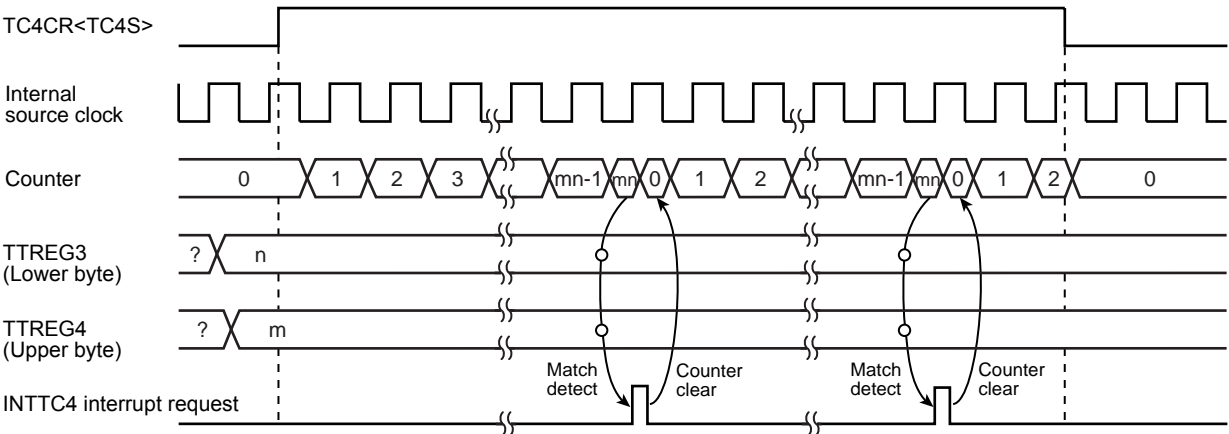 TC4CR<TC4S>
Internal
source clock
Counter
0 1 2 3 mn-1 mn 0 1 2 mn-1 mn 0 1 2 0
TTREG3
(Lower byte)
? n
TTREG4
(Upper byte)
? m
Match
detect
Counter
clear
Match
detect
Counter
clear
INTTC4 interrupt request